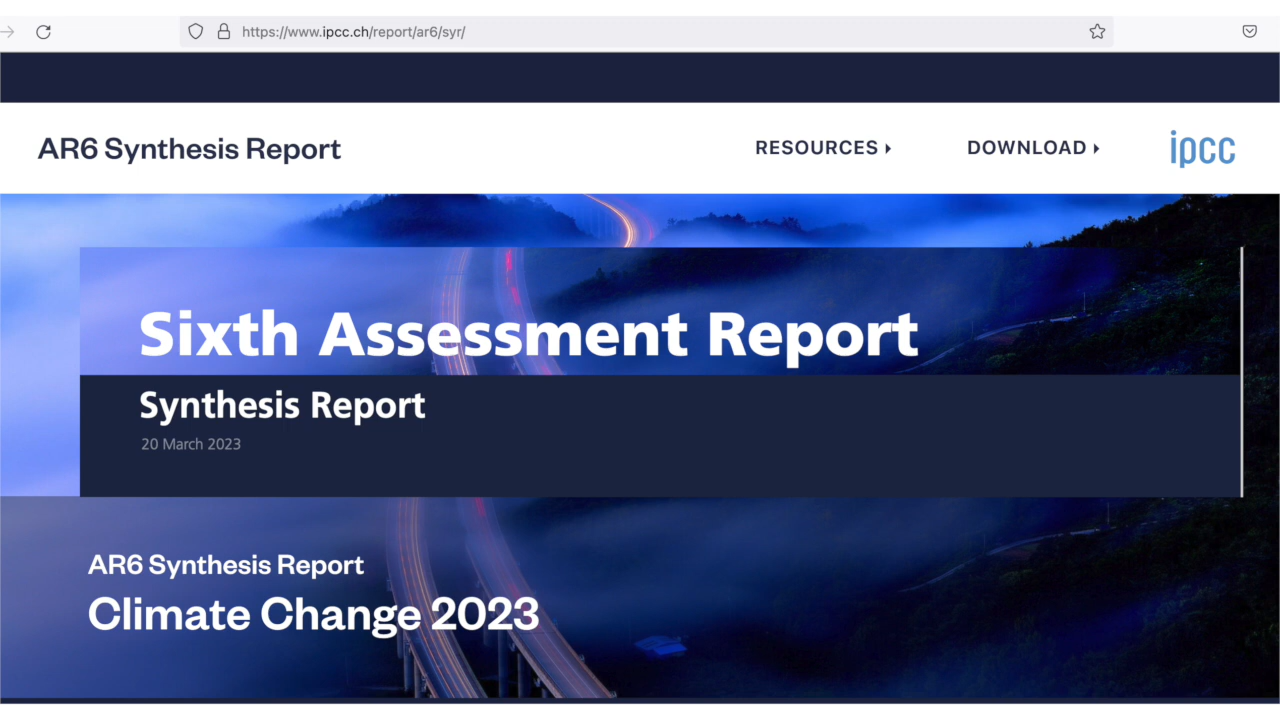 https://www.ipcc.ch/report/ar6/syr/
AR6 Synthesis Report
RESOURCES
DOWNLOAD
ipcc
Sixth Assessment Report
Synthesis Report
20 March 2023
AR6 Synthesis Report
Climate Change 2023